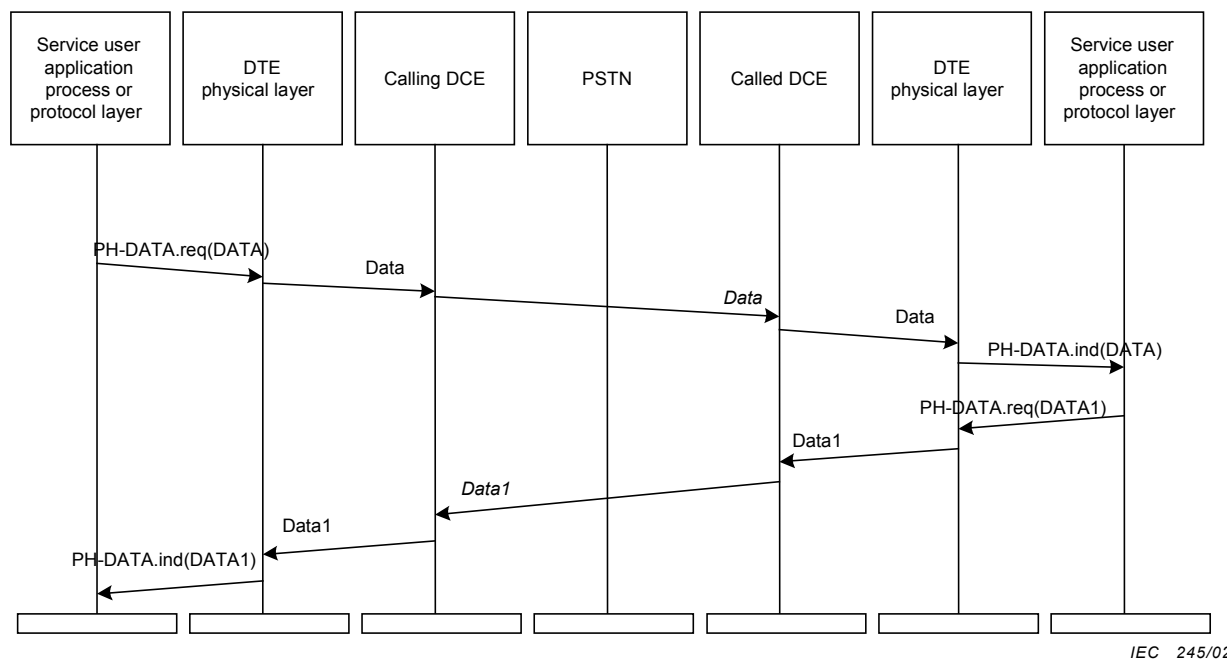 Service user
application
process or
protocol layer
DTE
physical layer
Calling DCE
PSTN
Called DCE
DTE
physical layer
Service user
application
process or
protocol layer
PH-DATA.req(DATA)
Data
Data
Data
PH-DATA.ind(DATA)
PH-DATA.req(DATA1)
Data1
Data1
Data1
PH-DATA.ind(DATA1)
IEC 245/02